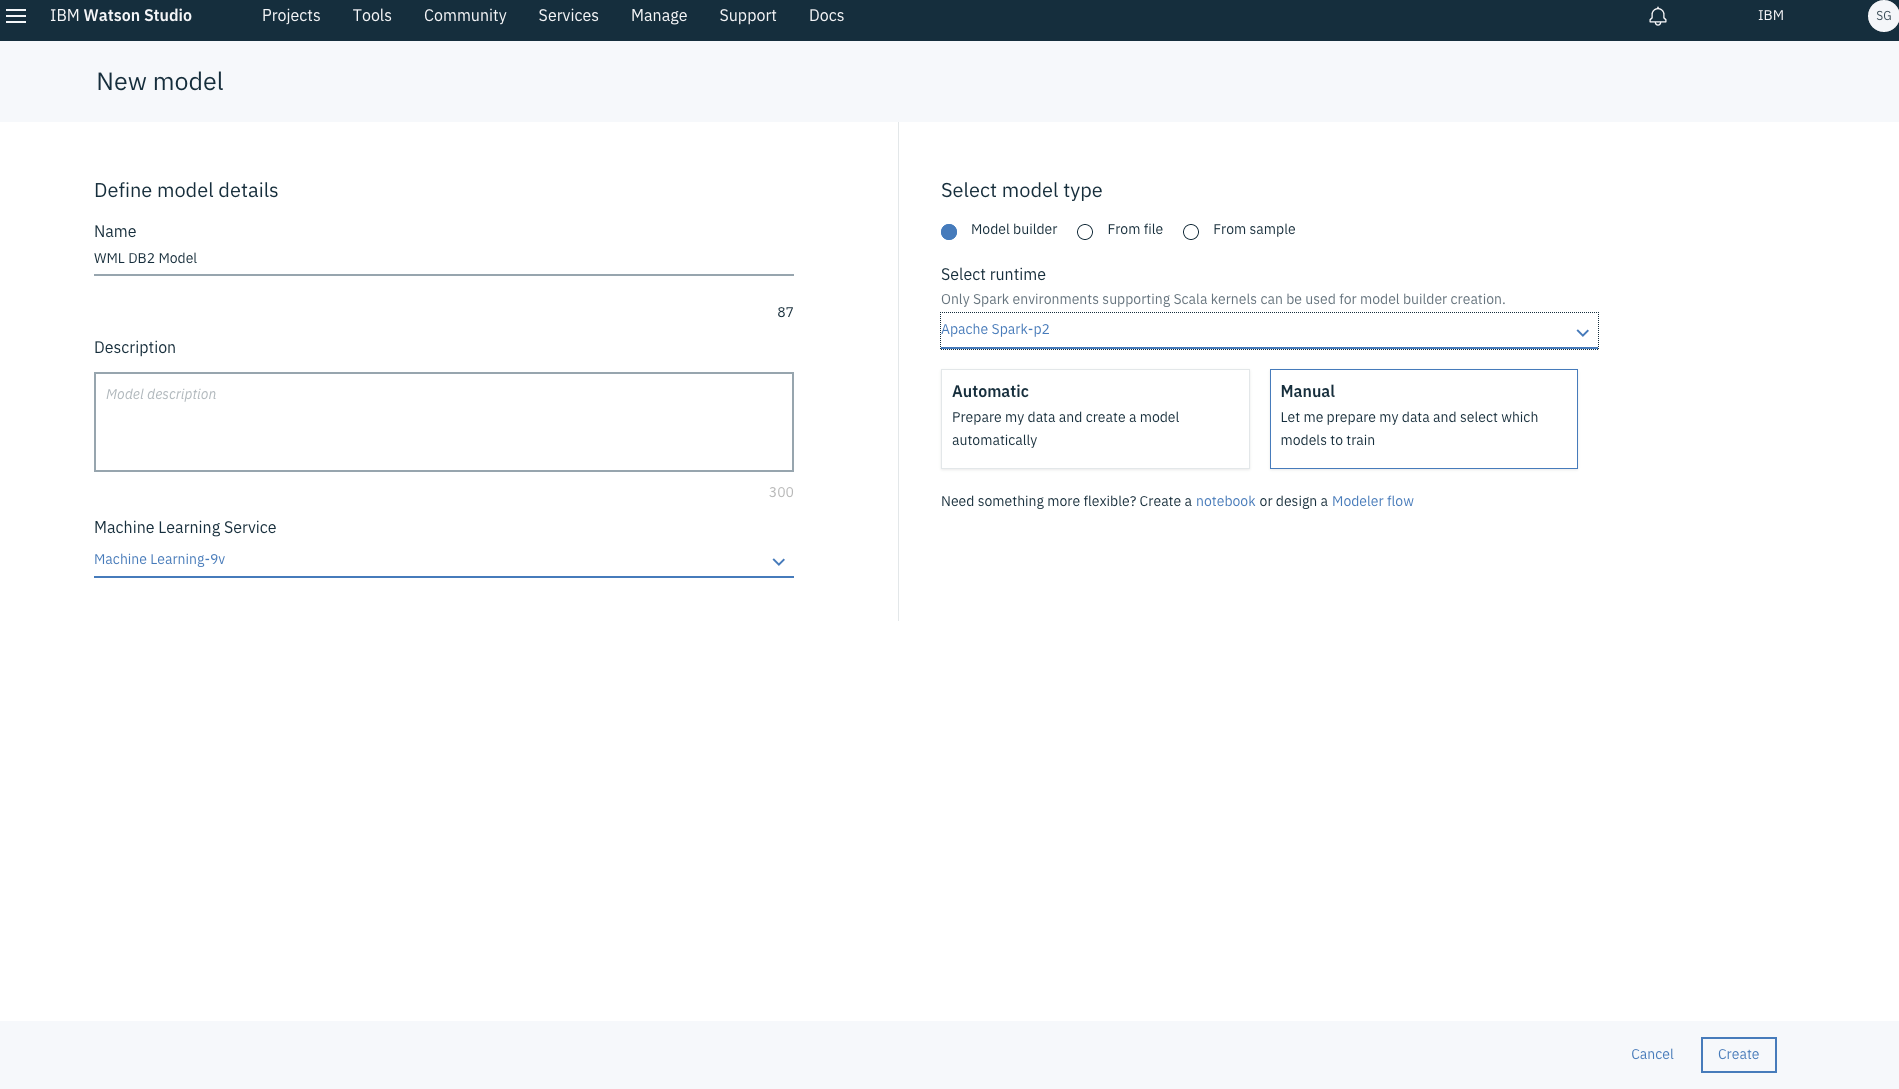 IBM Watson Studio Projects Tools Community Services Manage Support Docs IBM SG
New model
Define model details
Name
WML DB2 Model
87
Description
Model description
300
Machine Learning Service
Machine Learning-9v
Select model type
Model builder From file From sample
Select runtime
Only Spark environments supporting Scala kernels can be used for model builder creation.
Apache Spark-p2
Automatic
Prepare my data and create a model
automatically
Manual
Let me prepare my data and select which
models to train
Need something more flexible? Create a notebook or design a Modeler flow
Cancel Create